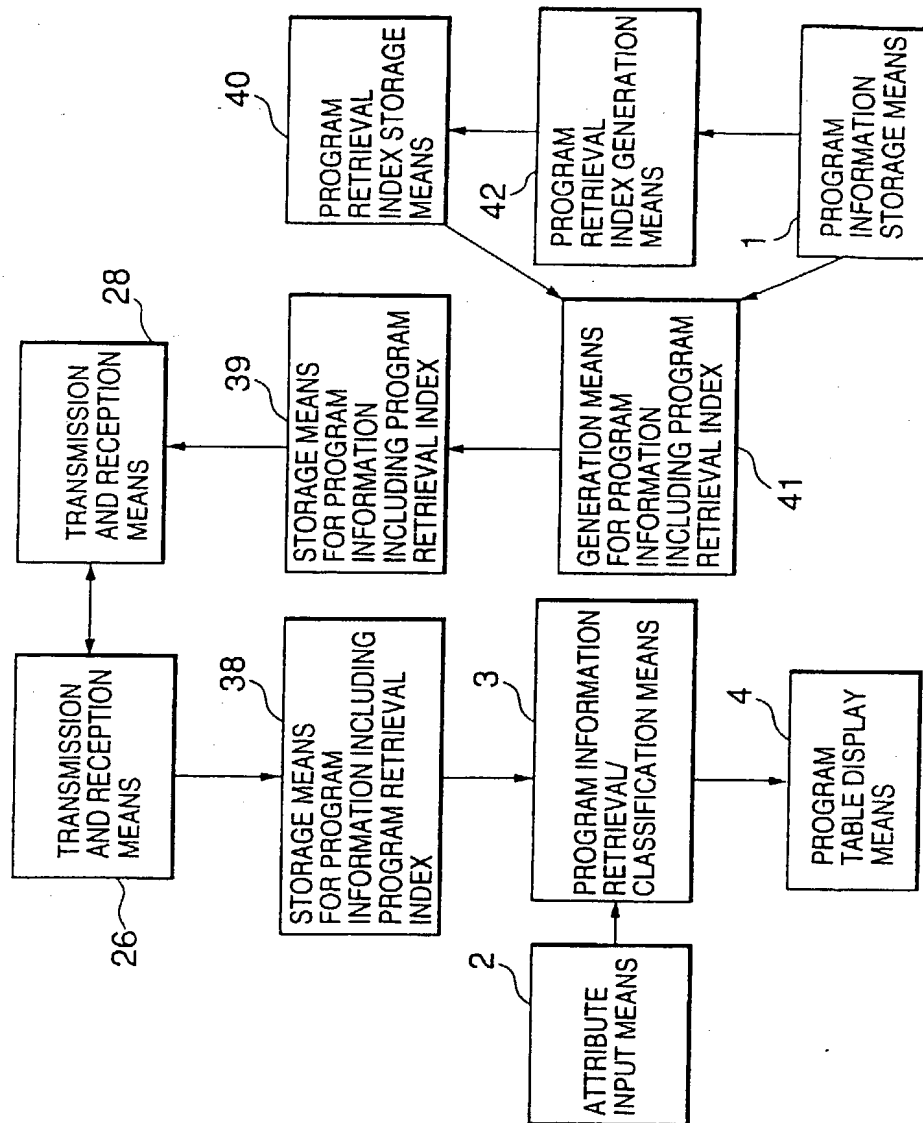 26
TRANSMISSION
AND RECEPTION
MEANS
28
TRANSMISSION
AND RECEPTION
MEANS
38
STORAGE MEANS
FOR PROGRAM
INFORMATION INCLUDING
PROGRAM RETRIEVAL
INDEX
39
STORAGE MEANS
FOR PROGRAM
INFORMATION
INCLUDING PROGRAM
RETRIEVAL INDEX
40
PROGRAM
RETRIEVAL
INDEX STORAGE
MEANS
2
ATTRIBUTE
INPUT MEANS
3
PROGRAM INFORMATION
RETRIEVAL/
CLASSIFICATION MEANS
41
GENERATION MEANS
FOR PROGRAM
INFORMATION
INCLUDING PROGRAM
RETRIEVAL INDEX
42
PROGRAM
RETRIEVAL
INDEX GENERATION
MEANS
4
PROGRAM
TABLE DISPLAY
MEANS
1
PROGRAM
INFORMATION
STORAGE MEANS